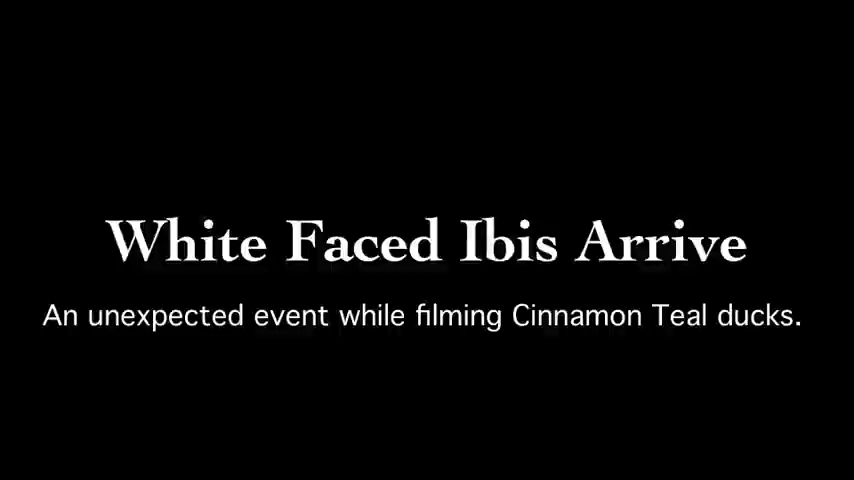 White Faced Ibis Arrive
An unexpected event while filming Cinnamon Teal ducks.